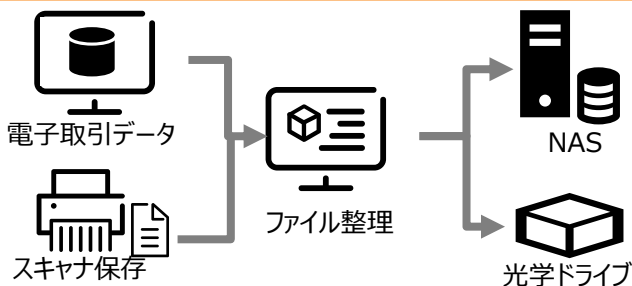 電子取引データ
スキャナ保存
ファイル整理
NAS
光学ドライブ